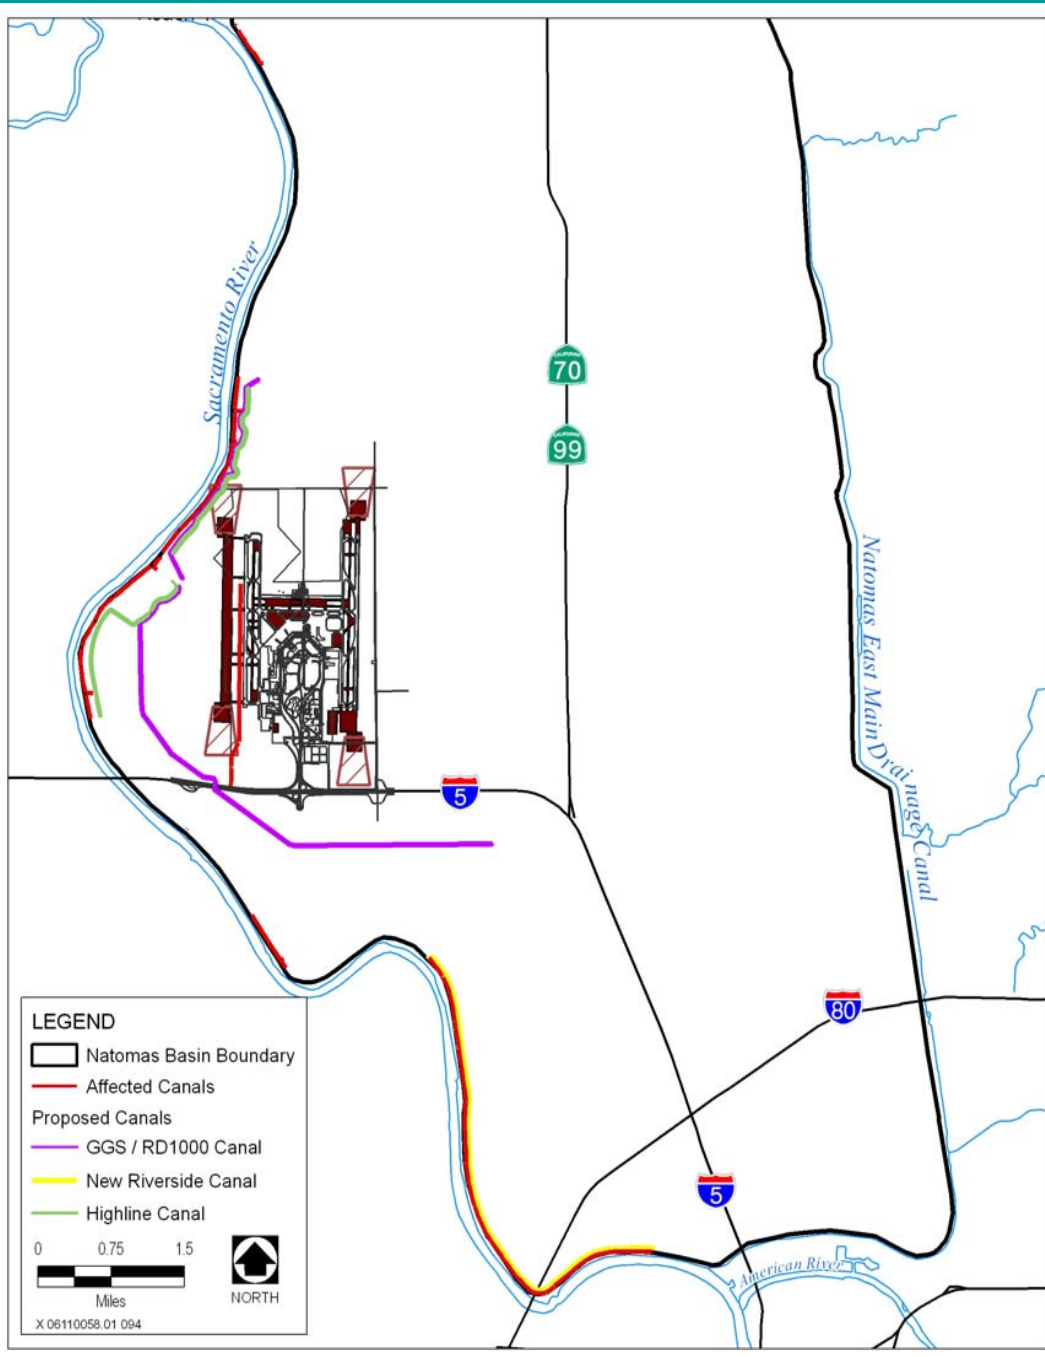 Sacramento River
CALIFORNIA
70
CALIFORNIA
99
Natomas East Main Drainage Canal
5
80
5
American River
LEGEND
Natomas Basin Boundary
Affected Canals
Proposed Canals
GGS / RD1000 Canal
New Riverside Canal
Highline Canal
0 0.75 1.5
Miles
NORTH
X 06110058.01 094